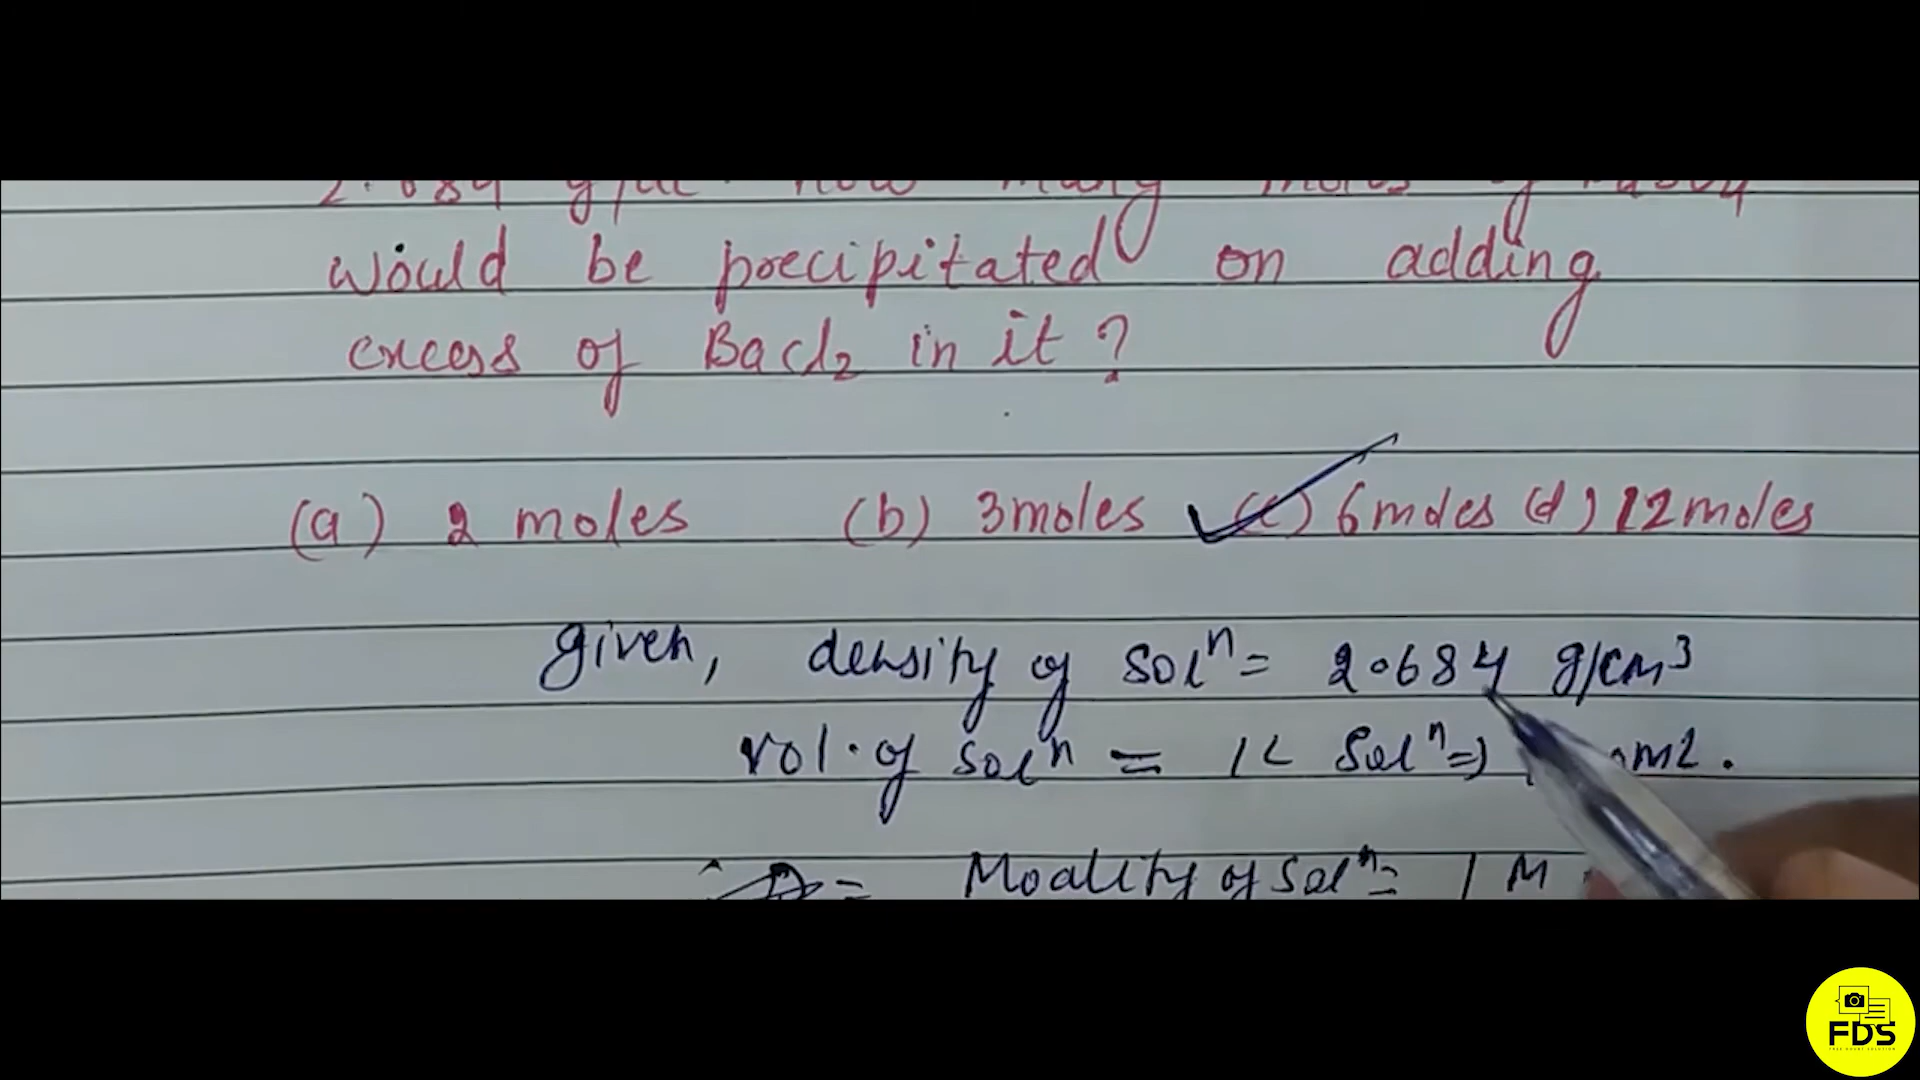 would be precipitated on adding
excess of Bacl2 in it ?
(a) 2 moles (b) 3moles (c) 6moles (d) 12moles
given, density of solⁿ = 2.684 g/cm³
vol. of solⁿ = 1L Solⁿ =) mL.
Moality of Solⁿ = 1 M
FDS